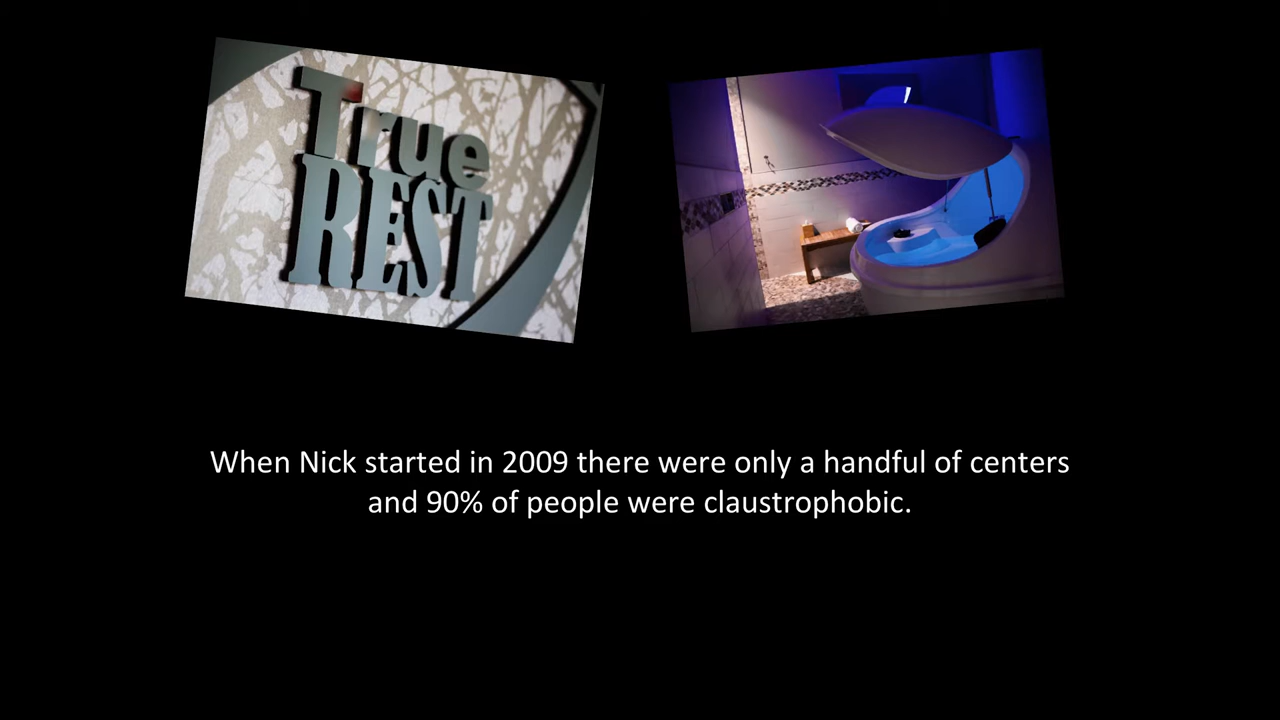 True
REST
When Nick started in 2009 there were only a handful of centers
and 90% of people were claustrophobic.